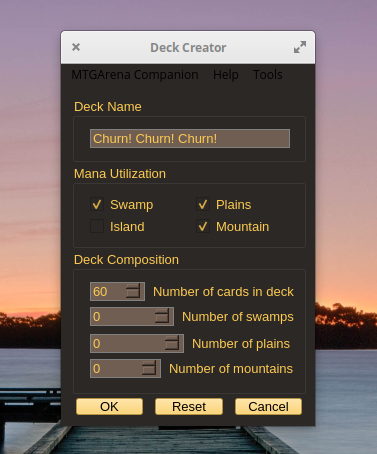 Deck Creator
MTGArena Companion Help Tools
Deck Name
Churn! Churn! Churn!
Mana Utilization
Swamp Plains
Island Mountain
Deck Composition
60 Number of cards in deck
0 Number of swamps
0 Number of plains
0 Number of mountains
OK Reset Cancel